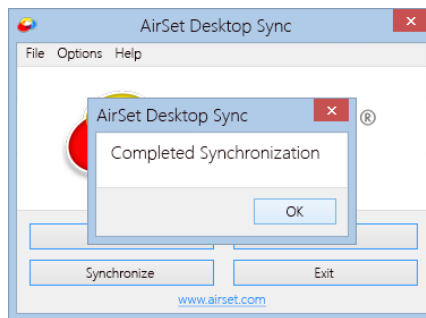 AirSet Desktop Sync
File Options Help
AirSet Desktop Sync
®
Completed Synchronization
OK
Synchronize Exit
www.airset.com